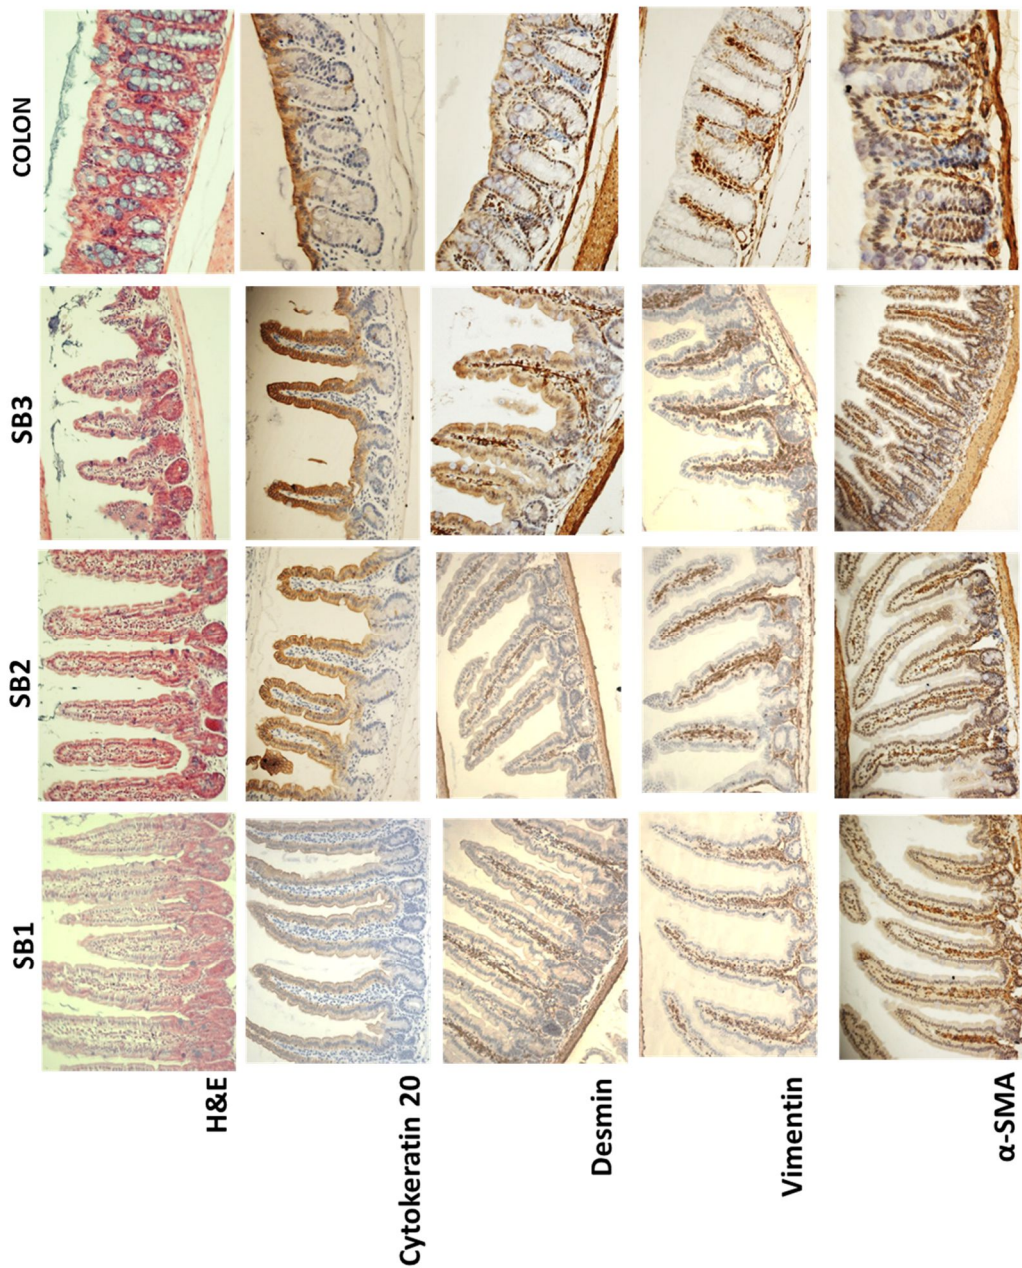 SB1
SB2
SB3
COLON
H&E
Cytokeratin 20
Desmin
Vimentin
α-SMA